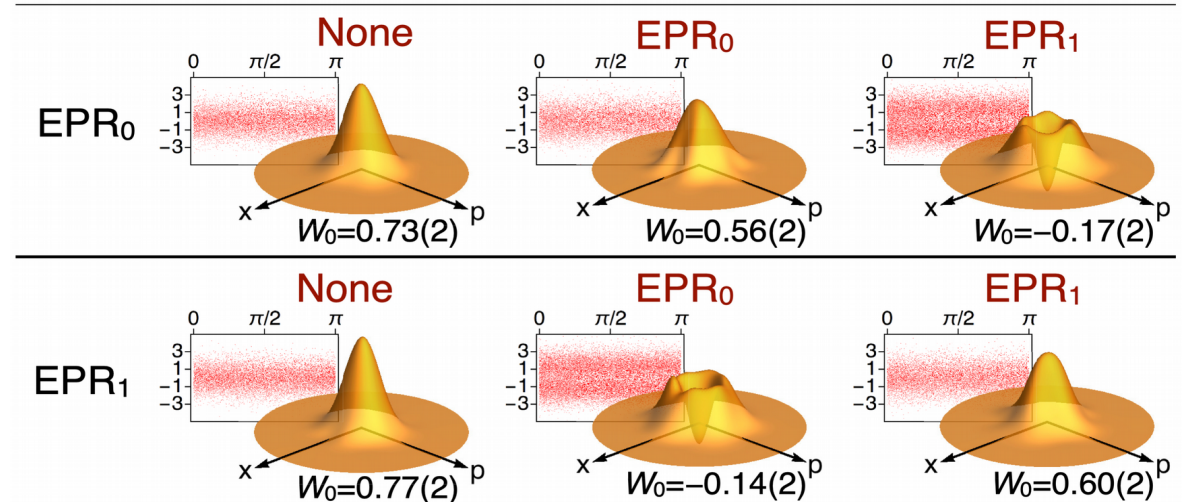 None EPR₀ EPR₁
0 π/2 π 0 π/2 π 0 π/2 π
EPR₀
3 3 3
1 1 1
−1 −1 −1
−3 −3 −3
x p x p x p
W₀=0.73(2) W₀=0.56(2) W₀=−0.17(2)
None EPR₀ EPR₁
0 π/2 π 0 π/2 π 0 π/2 π
EPR₁
3 3 3
1 1 1
−1 −1 −1
−3 −3 −3
x p x p x p
W₀=0.77(2) W₀=−0.14(2) W₀=0.60(2)